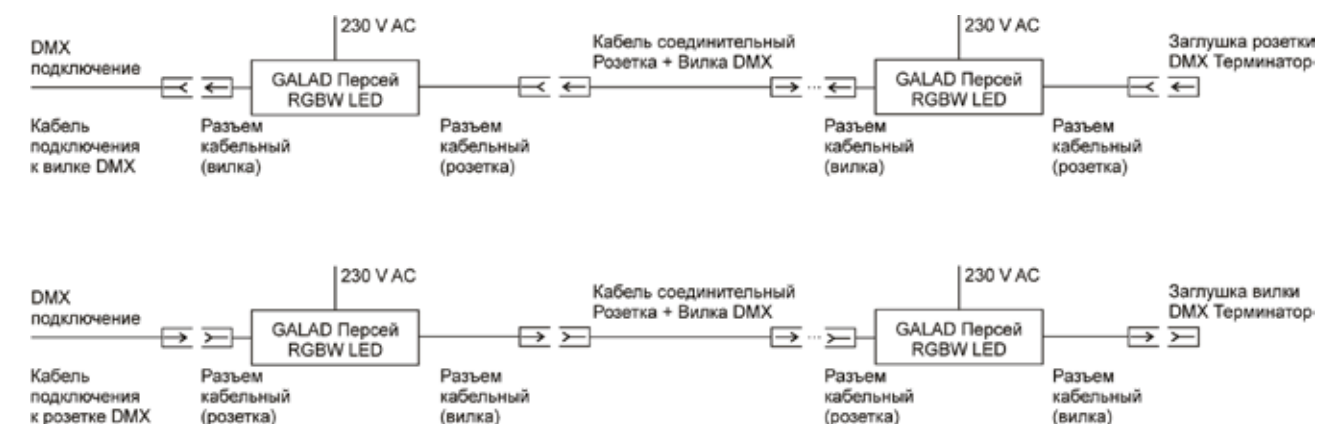 230 V AC
230 V AC
DMX
подключение
Кабель соединительный
Розетка + Вилка DMX
Заглушка розетки
DMX Терминатор
GALAD Персей
RGBW LED
GALAD Персей
RGBW LED
Кабель
подключения
к вилке DMX
Разъем
кабельный
(вилка)
Разъем
кабельный
(розетка)
Разъем
кабельный
(вилка)
Разъем
кабельный
(розетка)
230 V AC
230 V AC
DMX
подключение
Кабель соединительный
Розетка + Вилка DMX
Заглушка вилки
DMX Терминатор
GALAD Персей
RGBW LED
GALAD Персей
RGBW LED
Кабель
подключения
к розетке DMX
Разъем
кабельный
(розетка)
Разъем
кабельный
(вилка)
Разъем
кабельный
(розетка)
Разъем
кабельный
(вилка)